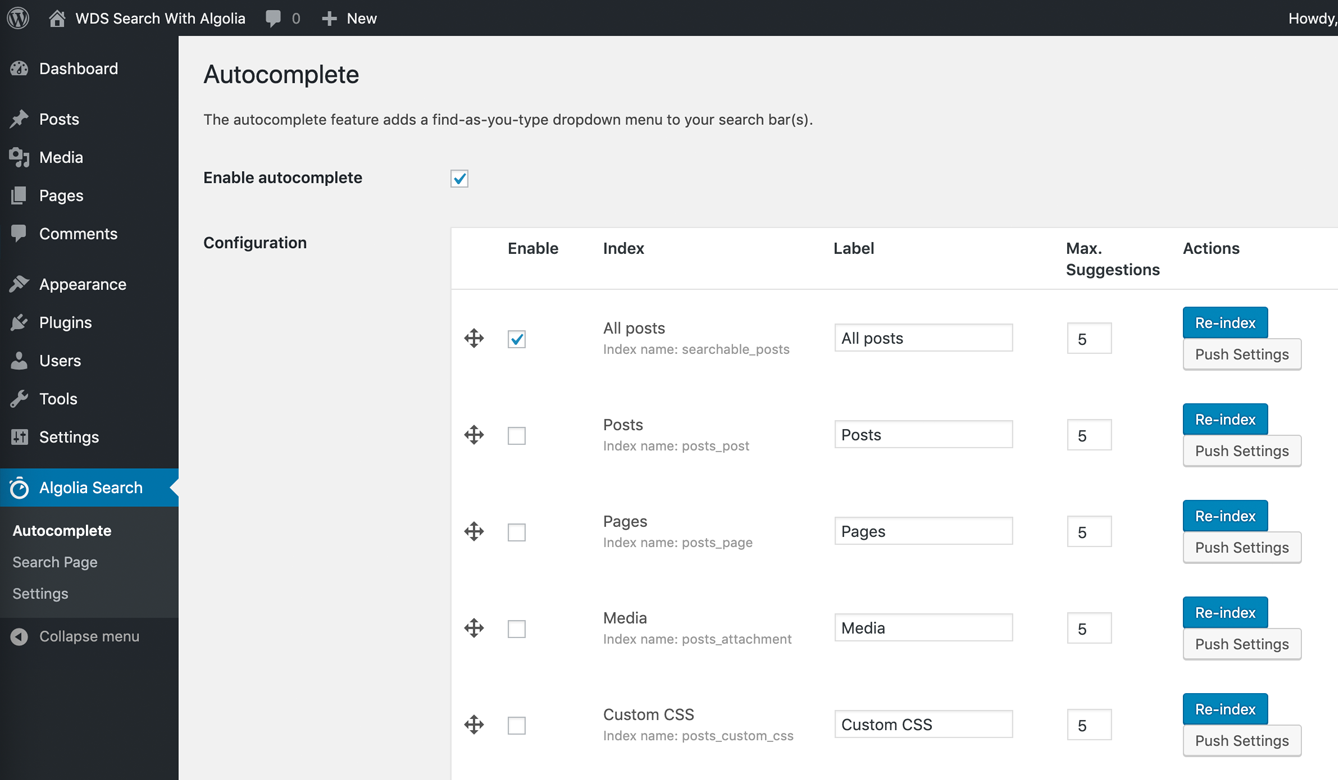 WDS Search With Algolia 0 New Howdy,
Dashboard
Posts
Media
Pages
Comments
Appearance
Plugins
Users
Tools
Settings
Algolia Search
Autocomplete
Search Page
Settings
Collapse menu
Autocomplete
The autocomplete feature adds a find-as-you-type dropdown menu to your search bar(s).
Enable autocomplete
Configuration
Enable Index Label Max. Suggestions Actions
All posts
Index name: searchable_posts
All posts
5
Re-index
Push Settings
Posts
Index name: posts_post
Posts
5
Re-index
Push Settings
Pages
Index name: posts_page
Pages
5
Re-index
Push Settings
Media
Index name: posts_attachment
Media
5
Re-index
Push Settings
Custom CSS
Index name: posts_custom_css
Custom CSS
5
Re-index
Push Settings